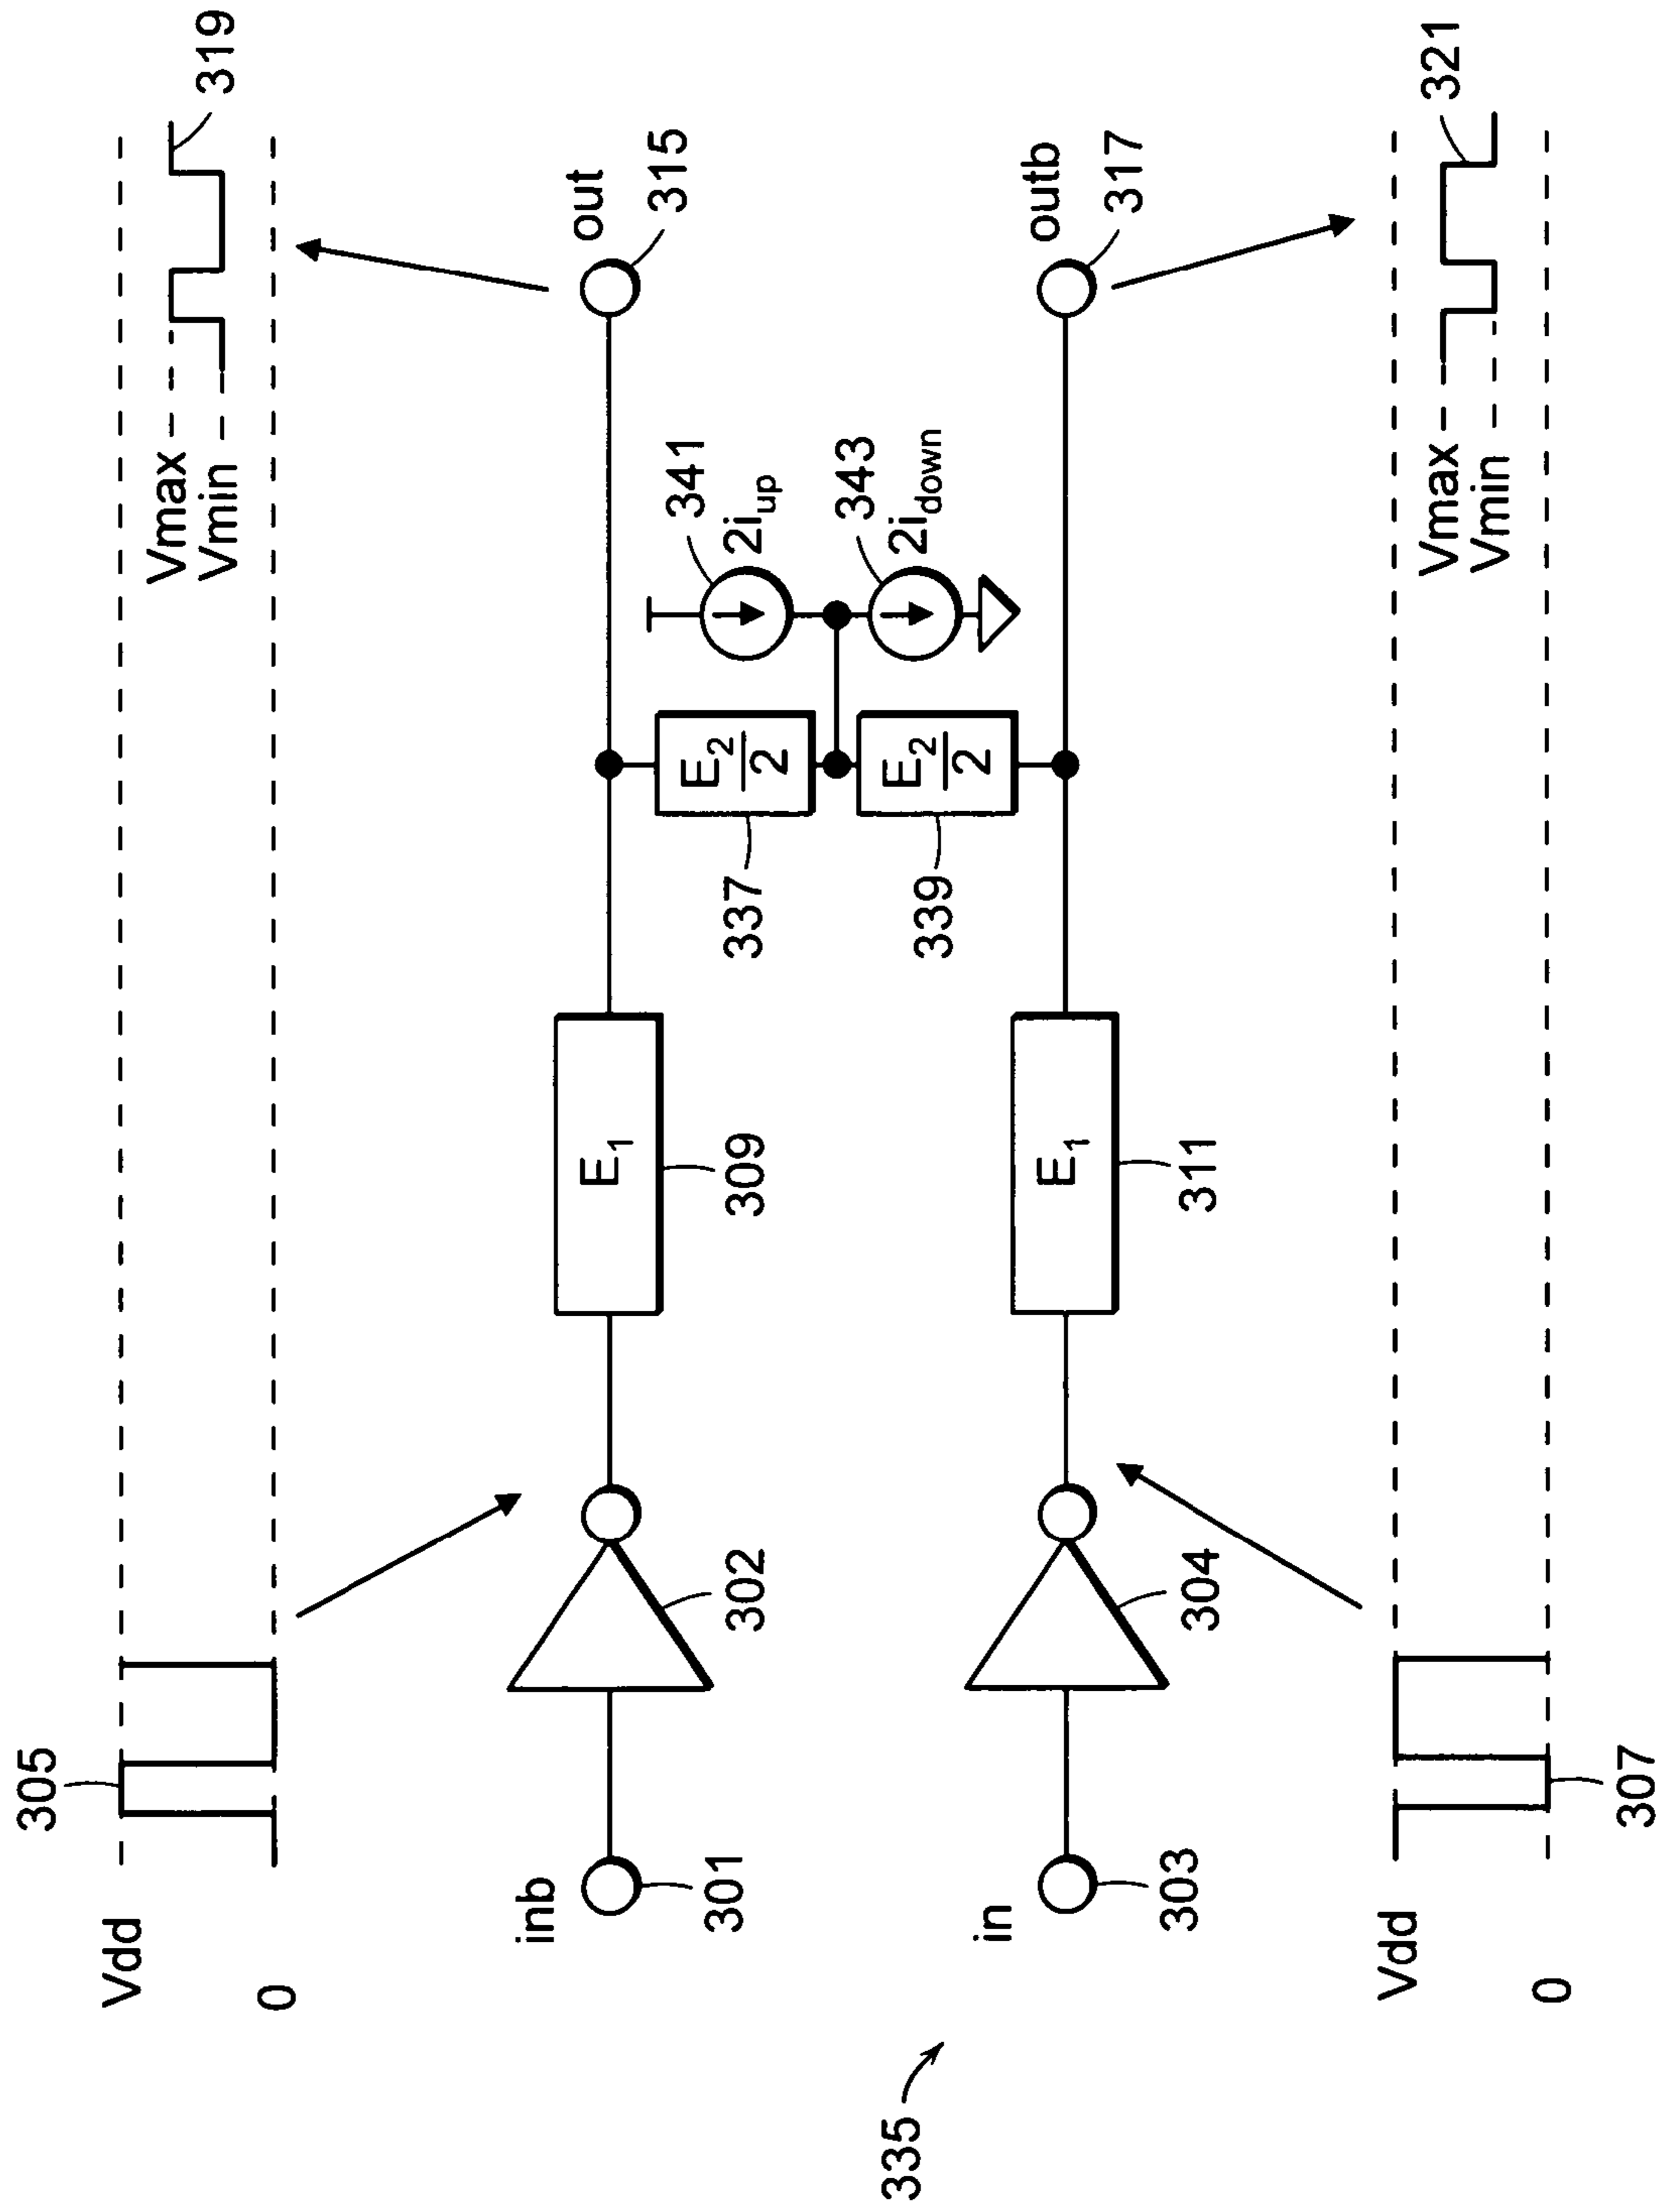 305
Vdd
0
Vmax
Vmin
319
inb
301
302
E1
309
out
315
E2
2
337
341
2iup
E2
2
339
343
2idown
in
303
304
E1
311
outb
317
Vdd
0
307
Vmax
Vmin
321
335